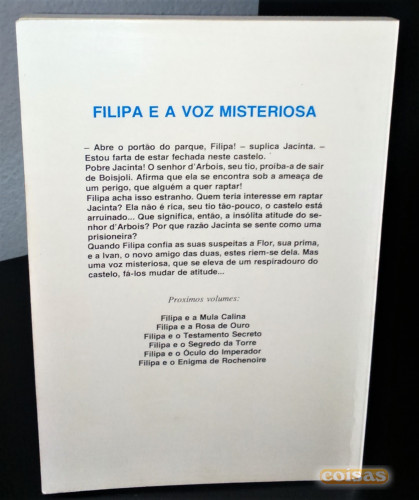 FILIPA E A VOZ MISTERIOSA
– Abre o portão do parque, Filipa! – suplica Jacinta. –
Estou farta de estar fechada neste castelo.
Pobre Jacinta! O senhor d'Arbois, seu tio, proíba-a de sair
de Boisjoli. Afirma que ela se encontra sob a ameaça de
um perigo, que alguém a quer raptar!
Filipa acha isso estranho. Quem teria interesse em raptar
Jacinta? Ela não é rica, seu tio tão-pouco, o castelo está
arruinado... Que significa, então, a insólita atitude do se-
nhor d'Arbois? Por que razão Jacinta se sente como uma
prisioneira?
Quando Filipa confia as suas suspeitas a Flor, sua prima,
e a Ivan, o novo amigo das duas, estes riem-se dela. Mas
uma voz misteriosa, que se eleva de um respiradouro do
castelo, fá-los mudar de atitude...
Proximos volumes:
Filipa e a Mula Calina
Filipa e a Rosa de Ouro
Filipa e o Testamento Secreto
Filipa e o Segredo da Torre
Filipa e o Óculo do Imperador
Filipa e o Enigma de Rochenoire
coisas